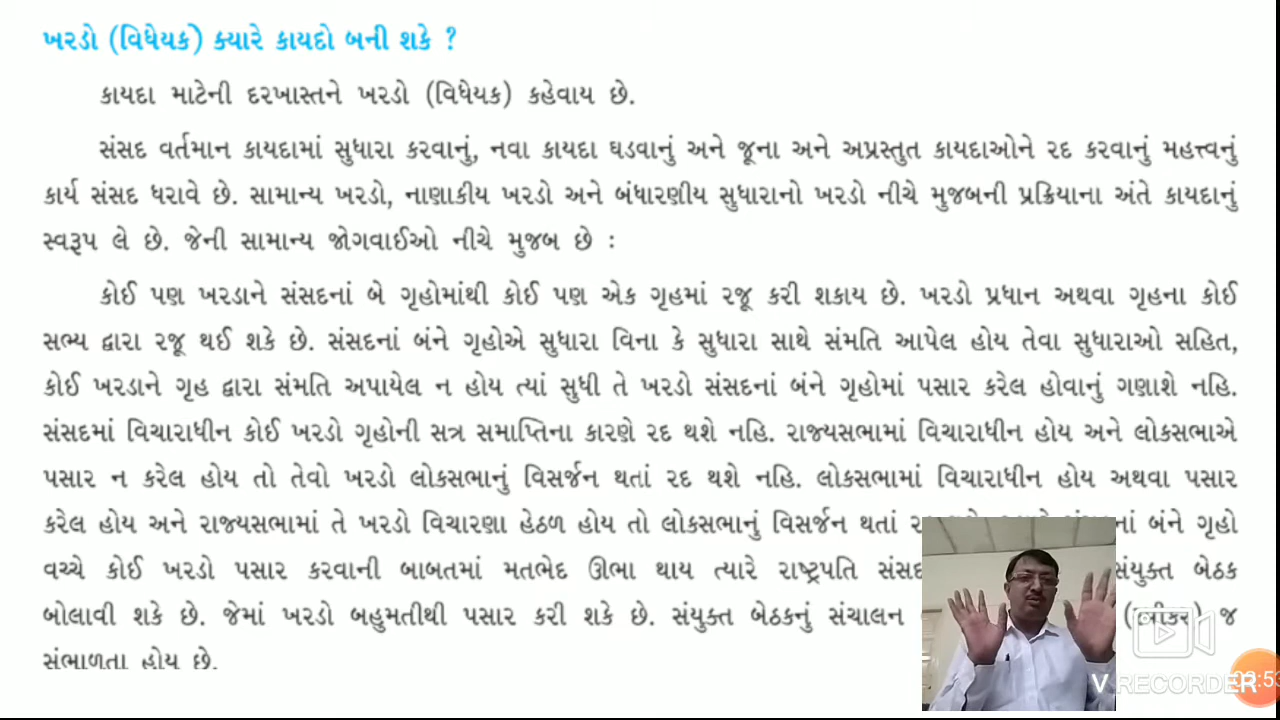 ખરડો (વિધેયક) ક્યારે કાયદો બની શકે ?
કાયદા માટેની દરખાસ્તને ખરડો (વિધેયક) કહેવાય છે.
સંસદ વર્તમાન કાયદામાં સુધારા કરવાનું, નવા કાયદા ઘડવાનું અને જૂના અને અપ્રસ્તુત કાયદાઓને રદ કરવાનું મહત્ત્વનું
કાર્ય સંસદ ધરાવે છે. સામાન્ય ખરડો, નાણાકીય ખરડો અને બંધારણીય સુધારાનો ખરડો નીચે મુજબની પ્રક્રિયાના અંતે કાયદાનું
સ્વરૂપ લે છે. જેની સામાન્ય જોગવાઈઓ નીચે મુજબ છે :
કોઈ પણ ખરડાને સંસદનાં બે ગૃહોમાંથી કોઈ પણ એક ગૃહમાં રજૂ કરી શકાય છે. ખરડો પ્રધાન અથવા ગૃહના કોઈ
સભ્ય દ્વારા રજૂ થઈ શકે છે. સંસદનાં બંને ગૃહોએ સુધારા વિના કે સુધારા સાથે સંમતિ આપેલ હોય તેવા સુધારાઓ સહિત,
કોઈ ખરડાને ગૃહ દ્વારા સંમતિ અપાયેલ ન હોય ત્યાં સુધી તે ખરડો સંસદનાં બંને ગૃહોમાં પસાર કરેલ હોવાનું ગણાશે નહિ.
સંસદમાં વિચારાધીન કોઈ ખરડો ગૃહોની સત્ર સમાપ્તિના કારણે રદ થશે નહિ. રાજ્યસભામાં વિચારાધીન હોય અને લોકસભાએ
પસાર ન કરેલ હોય તો તેવો ખરડો લોકસભાનું વિસર્જન થતાં રદ થશે નહિ. લોકસભામાં વિચારાધીન હોય અથવા પસાર
કરેલ હોય અને રાજ્યસભામાં તે ખરડો વિચારણા હેઠળ હોય તો લોકસભાનું વિસર્જન થતાં બંને ગૃહો
વચ્ચે કોઈ ખરડો પસાર કરવાની બાબતમાં મતભેદ ઊભા થાય ત્યારે રાષ્ટ્રપતિ સંસદ સંયુક્ત બેઠક
બોલાવી શકે છે. જેમાં ખરડો બહુમતીથી પસાર કરી શકે છે. સંયુક્ત બેઠકનું સંચાલન જ
સંભાળતા હોય છે.
V RECORDER